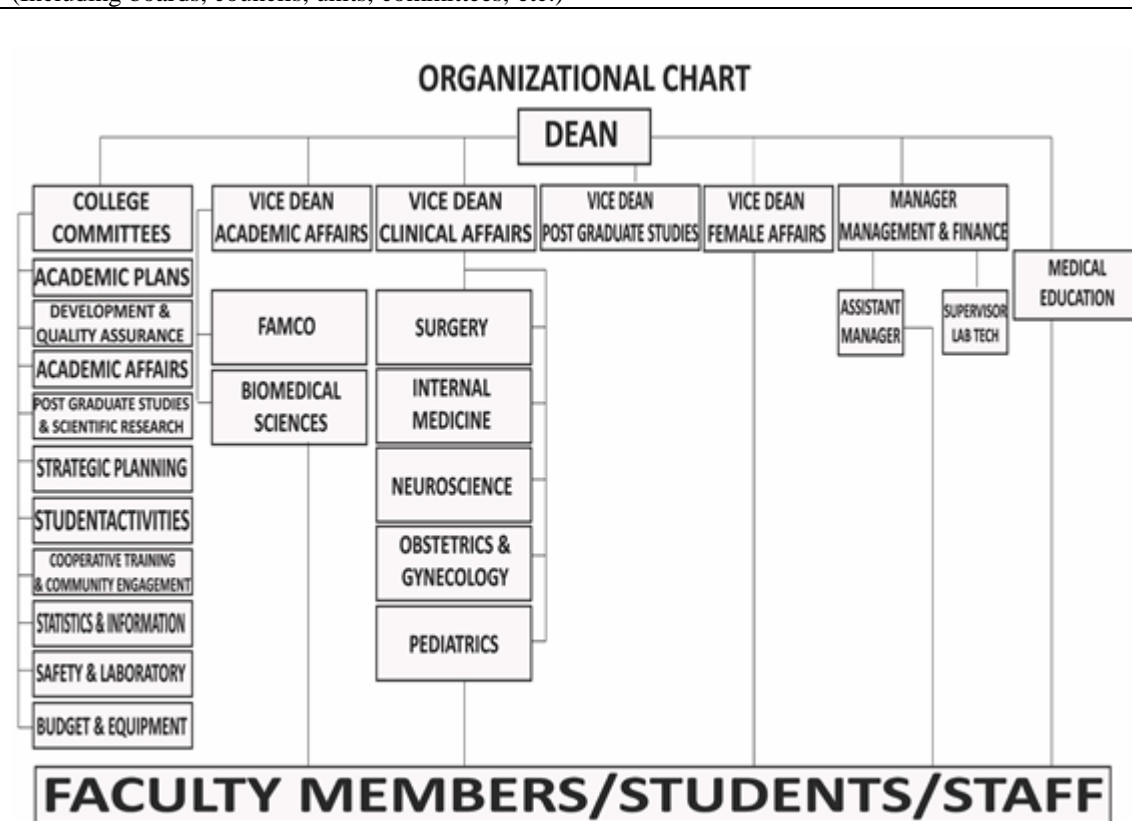 (Including boards, councils, units, committees, etc.)
ORGANIZATIONAL CHART
DEAN
COLLEGE
COMMITTEES
VICE DEAN
ACADEMIC AFFAIRS
VICE DEAN
CLINICAL AFFAIRS
VICE DEAN
POST GRADUATE STUDIES
VICE DEAN
FEMALE AFFAIRS
MANAGER
MANAGEMENT & FINANCE
MEDICAL
EDUCATION
ACADEMIC PLANS
DEVELOPMENT &
QUALITY ASSURANCE
ACADEMIC AFFAIRS
POST GRADUATE STUDIES
& SCIENTIFIC RESEARCH
STRATEGIC PLANNING
STUDENTACTIVITIES
COOPERATIVE TRAINING
& COMMUNITY ENGAGEMENT
STATISTICS & INFORMATION
SAFETY & LABORATORY
BUDGET & EQUIPMENT
FAMCO
BIOMEDICAL
SCIENCES
SURGERY
INTERNAL
MEDICINE
NEUROSCIENCE
OBSTETRICS &
GYNECOLOGY
PEDIATRICS
ASSISTANT
MANAGER
SUPERVISOR
LAB TECH
FACULTY MEMBERS/STUDENTS/STAFF